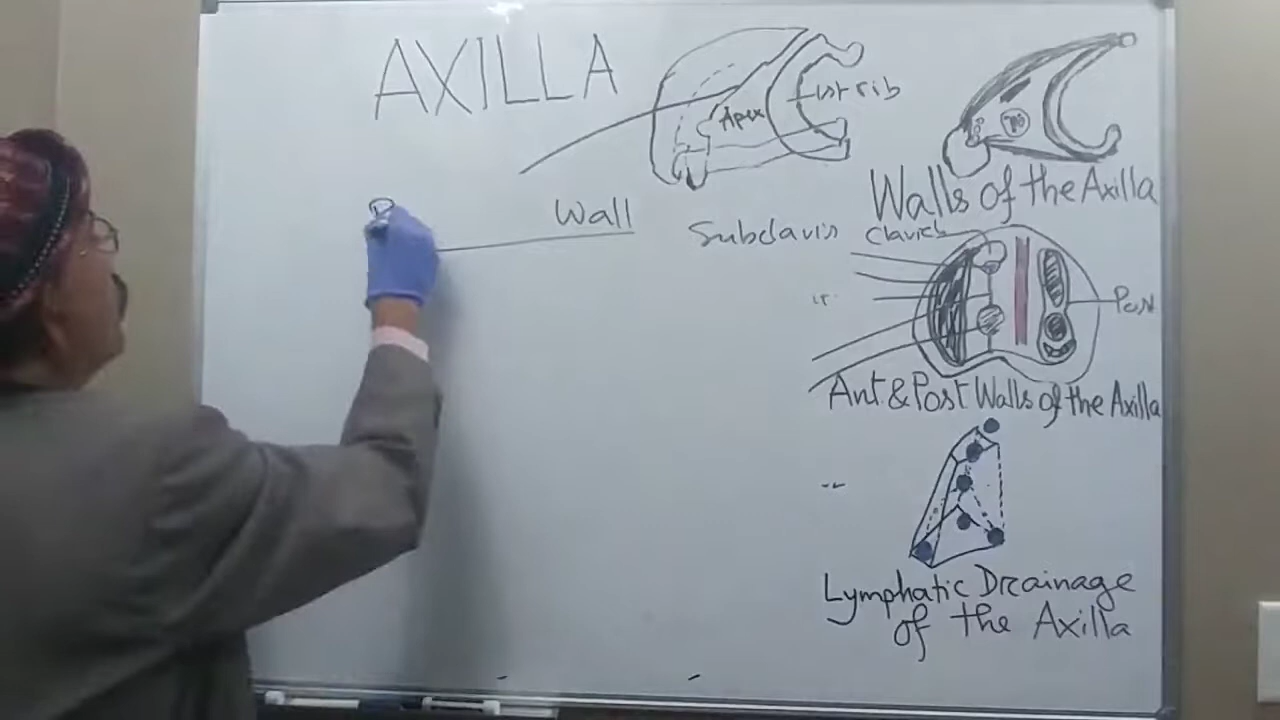 AXILLA
Apex
1st rib
Wall
Walls of the Axilla
Subclavis
Clavicle
Post
Ant & Post Walls of the Axilla
Lymphatic Drainage
of the Axilla